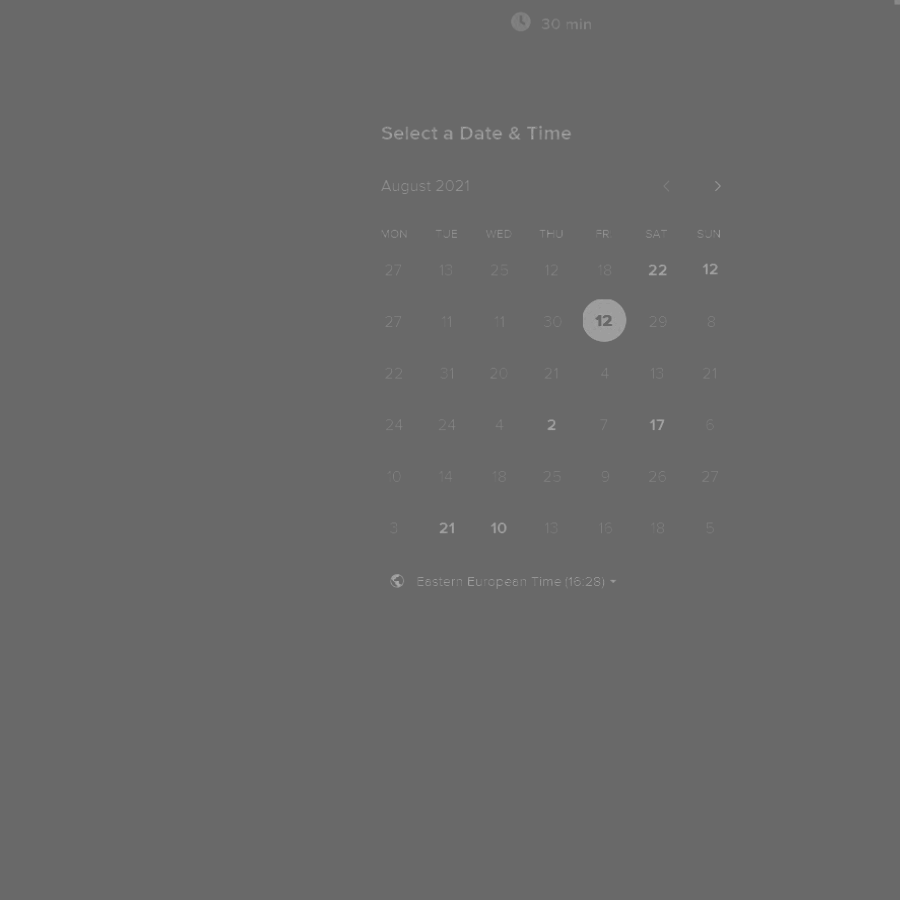 30 min
Select a Date & Time
August 2021
MON TUE WED THU FRI SAT SUN
27 13 25 12 18 22 12
27 11 11 30 12 29 8
22 31 20 21 4 13 21
24 24 4 2 7 17 6
10 14 18 25 9 26 27
3 21 10 13 16 18 5
Eastern European Time (16:28)